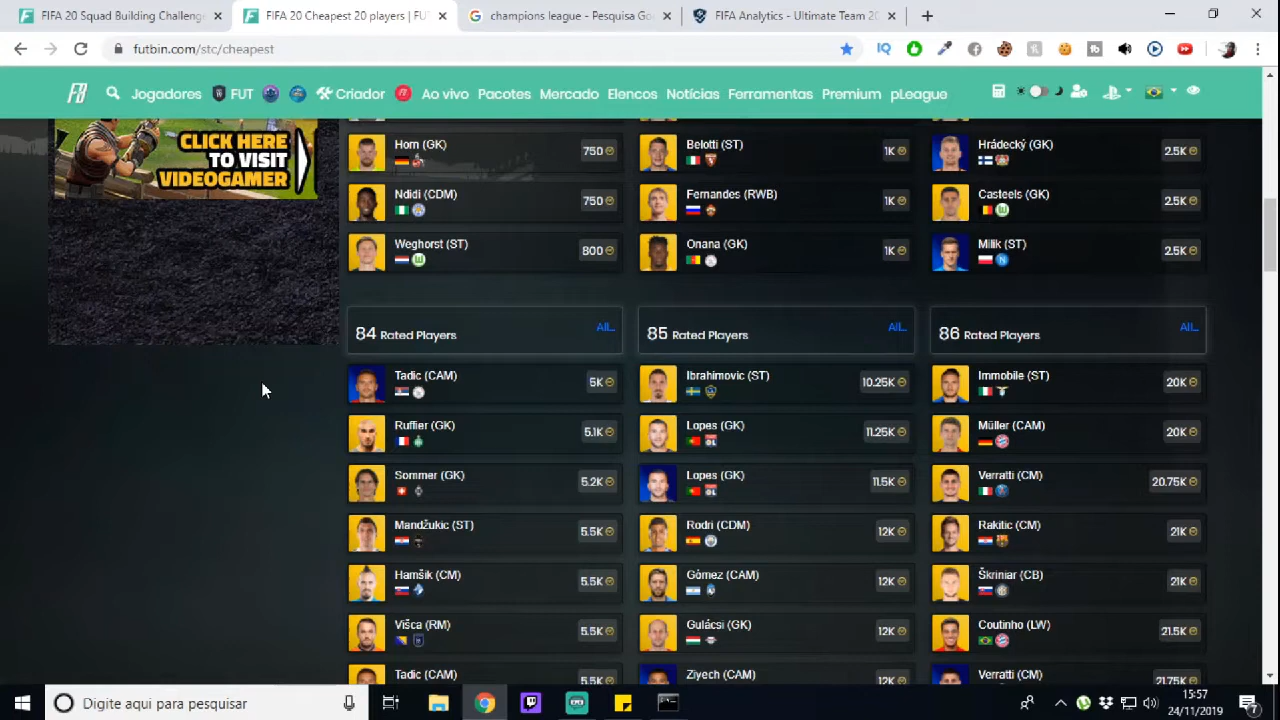 FIFA 20 Squad Building Challenge
FIFA 20 Cheapest 20 players | FUT
champions league - Pesquisa Go
FIFA Analytics - Ultimate Team 20
futbin.com/stc/cheapest
Jogadores FUT Criador Ao vivo Pacotes Mercado Elencos Notícias Ferramentas Premium pLeague
CLICK HERE
TO VISIT
VIDEOGAMER
Horn (GK) 750
Belotti (ST) 1K
Hrádecký (GK) 2.5K
Ndidi (CDM) 750
Fernandes (RWB) 1K
Casteels (GK) 2.5K
Weghorst (ST) 800
Onana (GK) 1K
Milik (ST) 2.5K
84 Rated Players All...
85 Rated Players All...
86 Rated Players All...
Tadic (CAM) 5K
Ibrahimovic (ST) 10.25K
Immobile (ST) 20K
Ruffier (GK) 5.1K
Lopes (GK) 11.25K
Müller (CAM) 20K
Sommer (GK) 5.2K
Lopes (GK) 11.5K
Verratti (CM) 20.75K
Mandžukic (ST) 5.5K
Rodri (CDM) 12K
Rakitic (CM) 21K
Hamšik (CM) 5.5K
Gómez (CAM) 12K
Škriniar (CB) 21K
Višca (RM) 5.5K
Gulácsi (GK) 12K
Coutinho (LW) 21.5K
Tadic (CAM) 5.5K
Ziyech (CAM) 12K
Verratti (CM) 21.75K
Digite aqui para pesquisar
15:57
24/11/2019
7